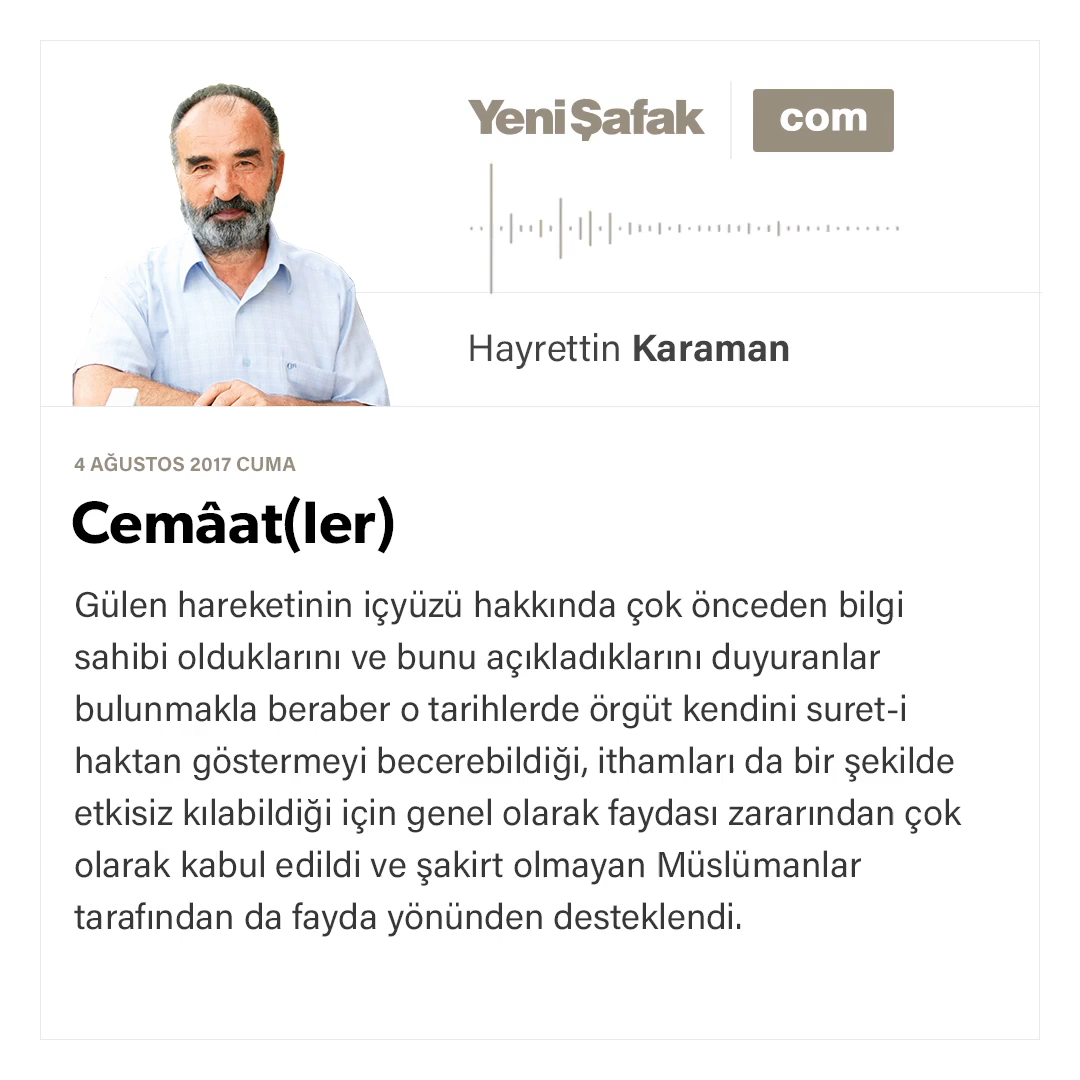 YeniŞafak com
Hayrettin Karaman
4 AĞUSTOS 2017 CUMA
Cemâat(ler)
Gülen hareketinin içyüzü hakkında çok önceden bilgi
sahibi olduklarını ve bunu açıkladıklarını duyuranlar
bulunmakla beraber o tarihlerde örgüt kendini suret-i
haktan göstermeyi becerebildiği, ithamları da bir şekilde
etkisiz kılabildiği için genel olarak faydası zararından çok
olarak kabul edildi ve şakirt olmayan Müslümanlar
tarafından da fayda yönünden desteklendi.